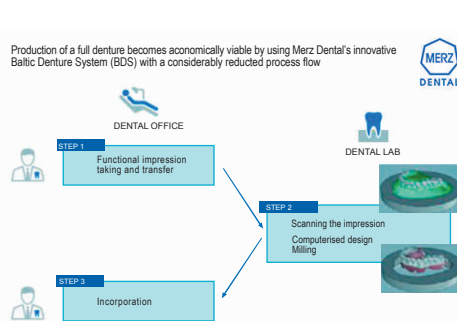 Production of a full denture becomes aconomically viable by using Merz Dental's innovative
Baltic Denture System (BDS) with a considerably reducted process flow
MERZ
DENTAL
DENTAL OFFICE
DENTAL LAB
STEP 1
Functional impression
taking and transfer
STEP 2
Scanning the impression
Computerised design
Milling
STEP 3
Incorporation